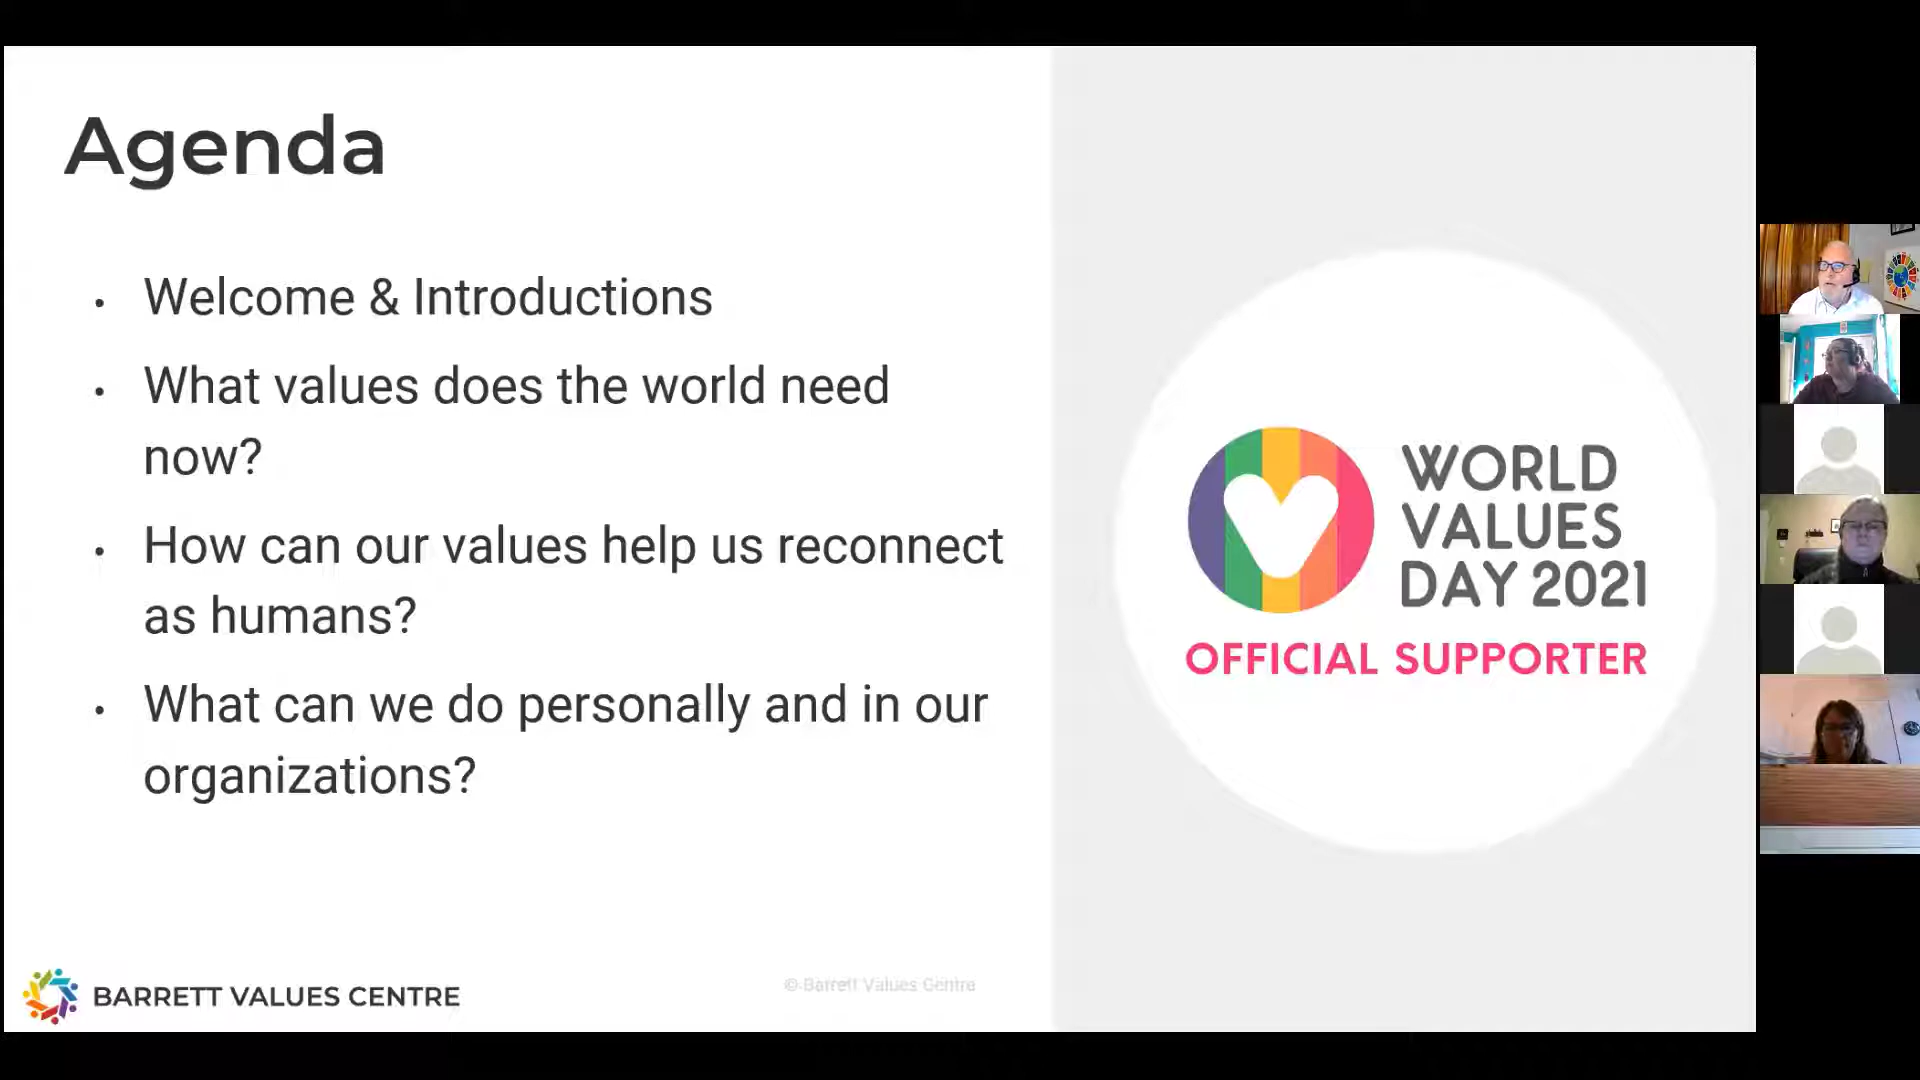 Agenda
• Welcome & Introductions
• What values does the world need
now?
• How can our values help us reconnect
as humans?
• What can we do personally and in our
organizations?
WORLD
VALUES
DAY 2021
OFFICIAL SUPPORTER
BARRETT VALUES CENTRE
© Barrett Values Centre